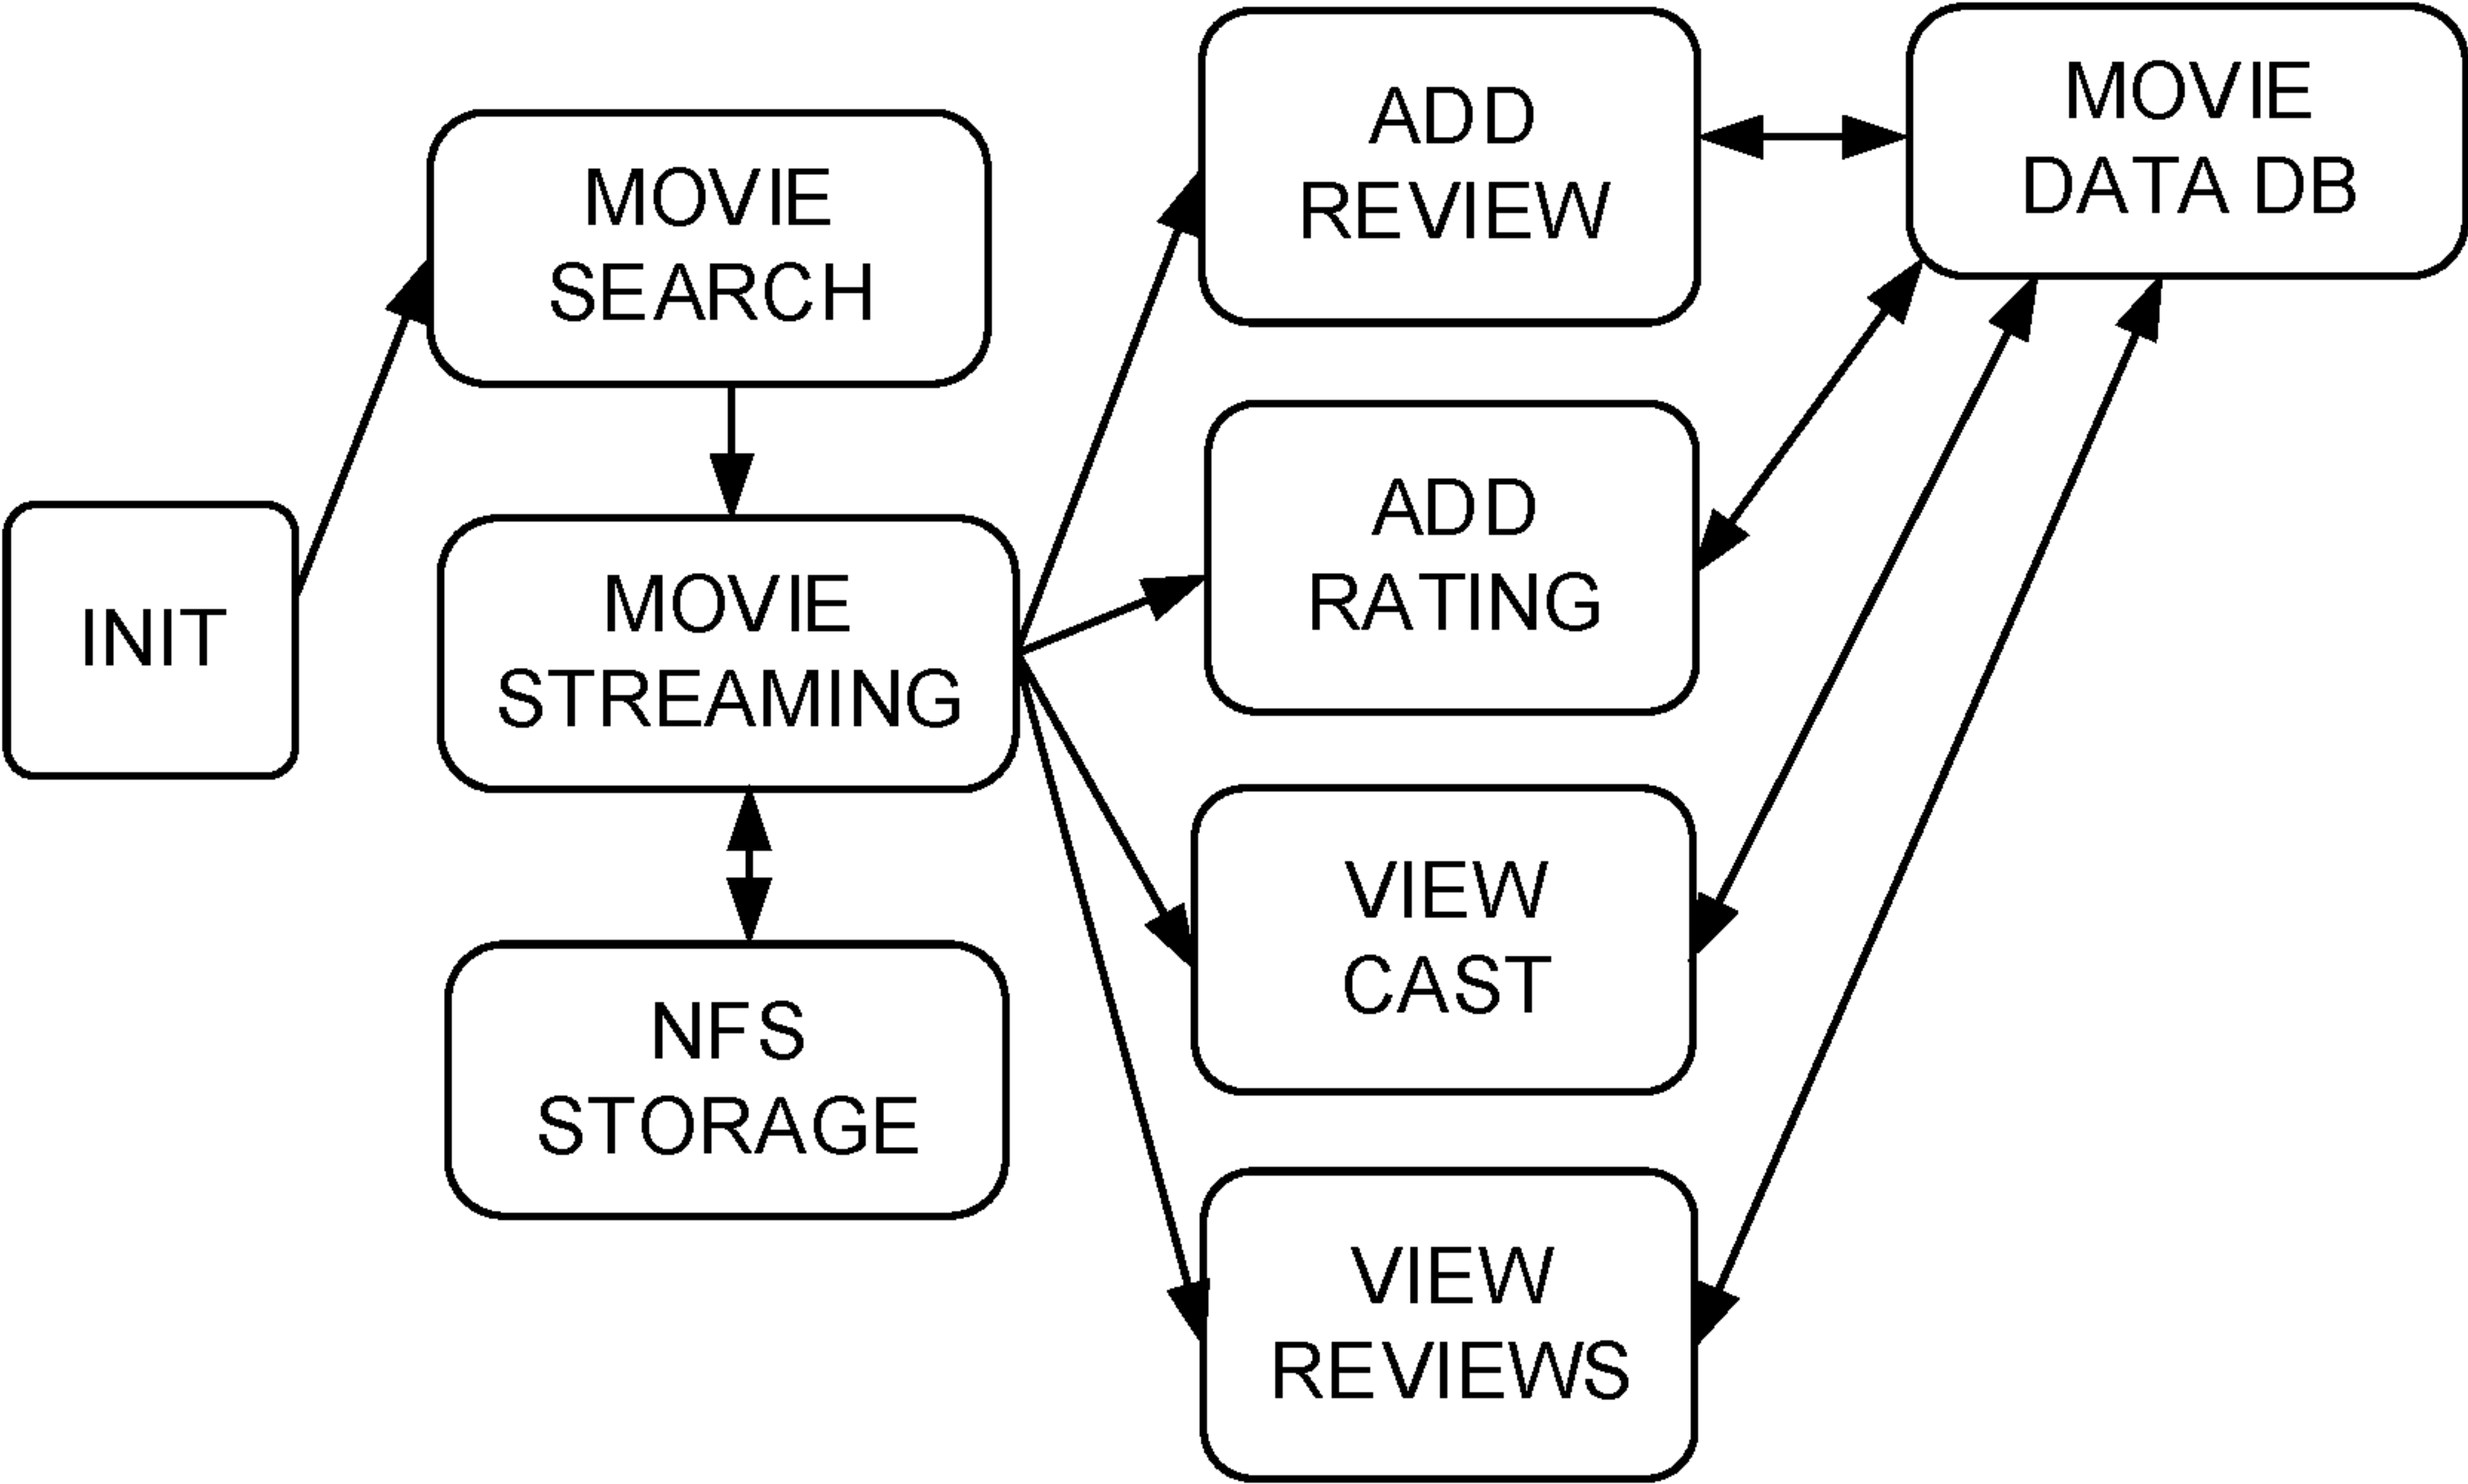 INIT
MOVIE
SEARCH
MOVIE
STREAMING
NFS
STORAGE
ADD
REVIEW
ADD
RATING
VIEW
CAST
VIEW
REVIEWS
MOVIE
DATA DB